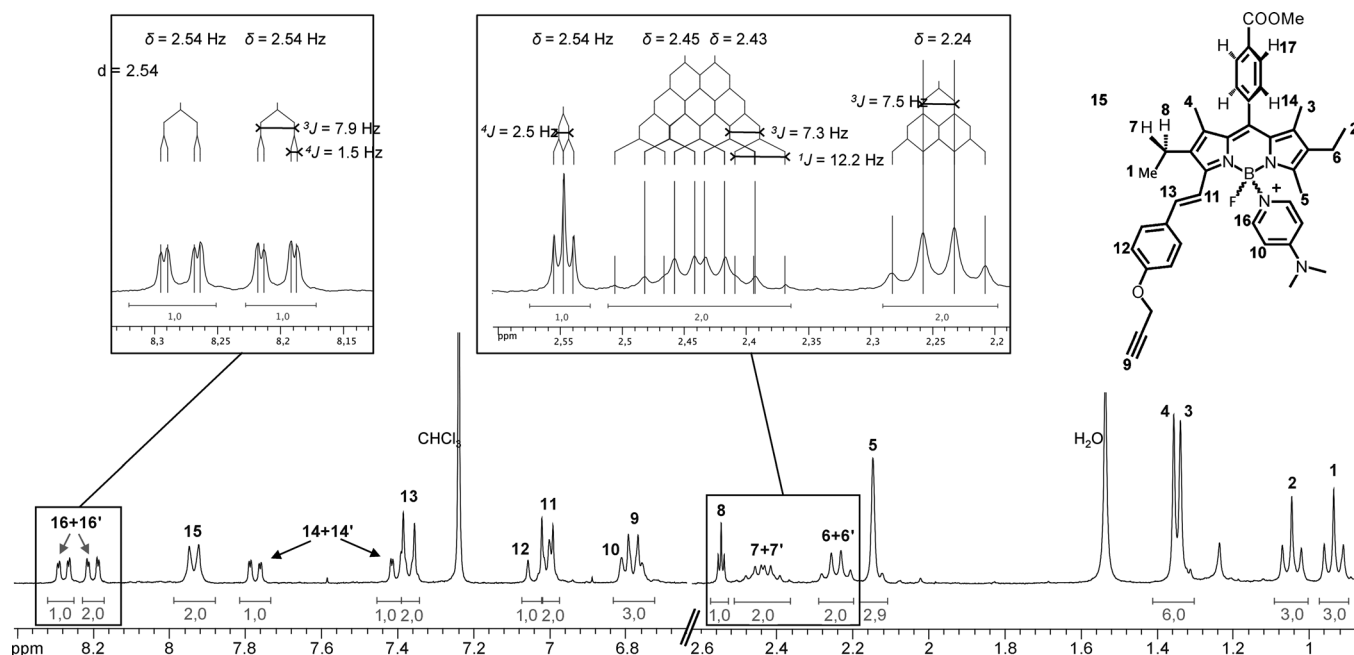 δ = 2.54 Hz δ = 2.54 Hz
d = 2.54
³J = 7.9 Hz
⁴J = 1.5 Hz
1,0 1,0
8,3 8,25 8,2 8,15
δ = 2.54 Hz δ = 2.45 δ = 2.43 δ = 2.24
³J = 7.5 Hz
⁴J = 2.5 Hz
³J = 7.3 Hz
¹J = 12.2 Hz
1,0 2,0 2,0
ppm 2,55 2,5 2,45 2,4 2,35 2,3 2,25 2,2
COOMe
H H17
H H14
15
8 4 3
7 H H 2
6
1 Me N B N +
13 11 F N 5
16
12 10
N
O
9
CHCl₃
H₂O
16+16' 15 14+14' 13 12 11 10 9 8 7+7' 6+6' 5 4 3 2 1
1,0 2,0 2,0 1,0 1,0 2,0 1,0 2,0 3,0 1,0 2,0 2,0 2,9 6,0 3,0 3,0
ppm 8.2 8 7.8 7.6 7.4 7.2 7 6.8 2.6 2.4 2.2 2 1.8 1.6 1.4 1.2 1